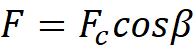 F = F_c cosβ